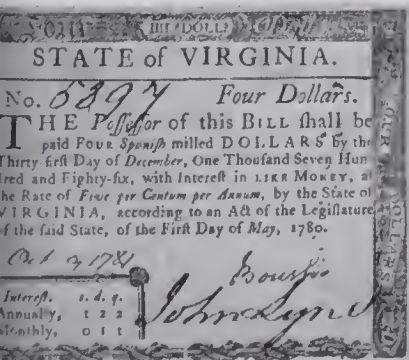 IIII DOLL
STATE of VIRGINIA.
No. 5897 Four Dollars.
THE Poſſeſſor of this BILL ſhall be
paid FOUR Spaniſh milled DOLLARS by the
Thirty-firſt Day of December, One Thouſand Seven Hun
dred and Eighty-ſix, with Intereſt in LIKE MONEY, at
the Rate of Five per Centum per Annum, by the State of
VIRGINIA, according to an Act of the Legiſlature
of the ſaid State, of the Firſt Day of May, 1780.
1781
Intereſt. s. d. q.
Annually, 1 2 2
Monthly, 0 1 1
John Lyne